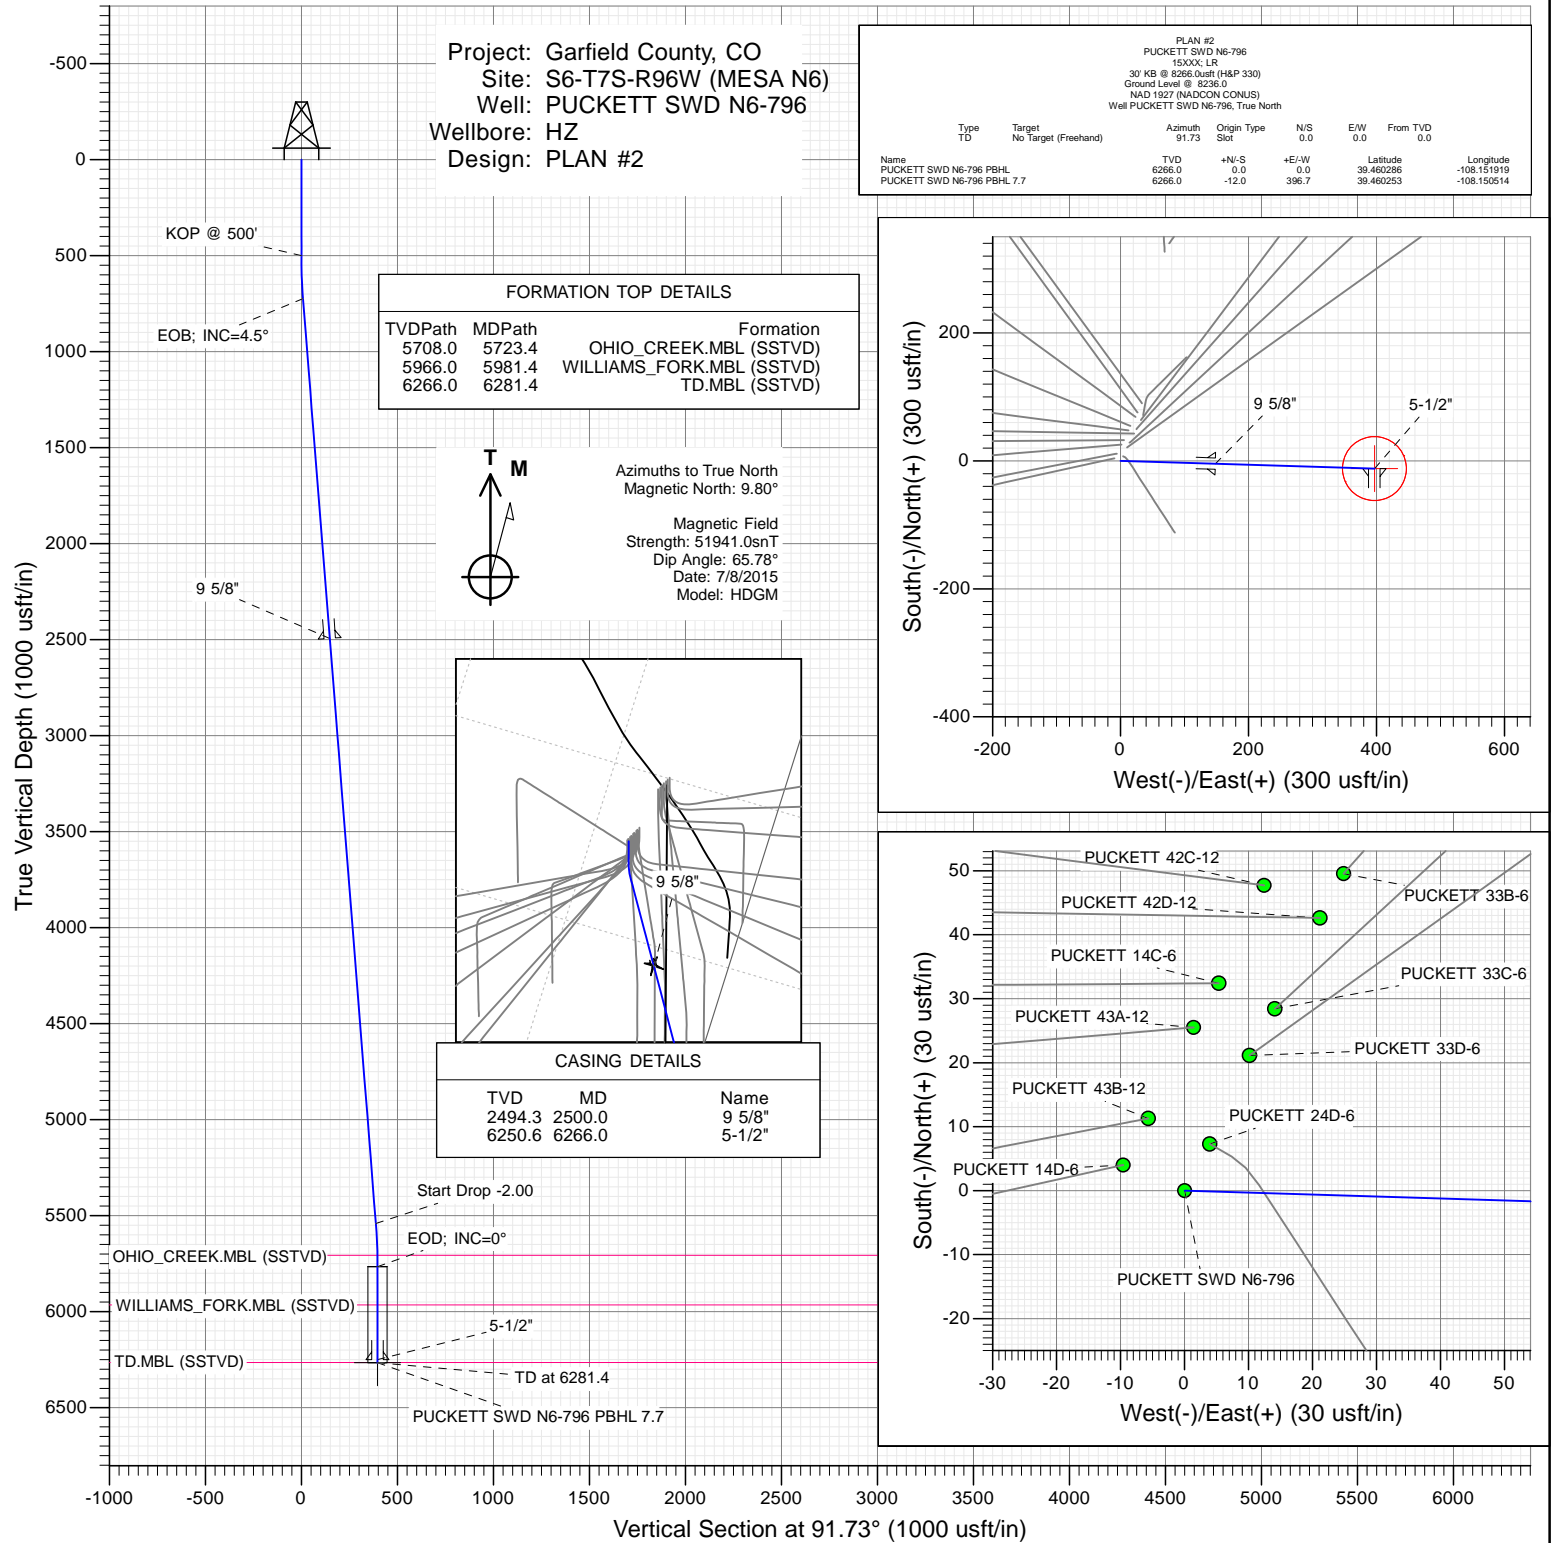 Project: Garfield County, CO
Site: S6-T7S-R96W (MESA N6)
Well: PUCKETT SWD N6-796
Wellbore: HZ
Design: PLAN #2
PLAN #2
PUCKETT SWD N6-796
15XXX; LR
30' KB @ 8266.0usft (H&P 330)
Ground Level @ 8236.0
NAD 1927 (NADCON CONUS)
Well PUCKETT SWD N6-796, True North
Type Target Azimuth Origin Type N/S E/W From TVD
TD No Target (Freehand) 91.73 Slot 0.0 0.0 0.0
Name TVD +N/-S +E/-W Latitude Longitude
PUCKETT SWD N6-796 PBHL 6266.0 0.0 0.0 39.460286 -108.151919
PUCKETT SWD N6-796 PBHL 7.7 6266.0 -12.0 396.7 39.460253 -108.150514
True Vertical Depth (1000 usft/in)
-500
0
500
1000
1500
2000
2500
3000
3500
4000
4500
5000
5500
6000
6500
KOP @ 500'
EOB; INC=4.5°
9 5/8"
Start Drop -2.00
EOD; INC=0°
OHIO_CREEK.MBL (SSTVD)
WILLIAMS_FORK.MBL (SSTVD)
5-1/2"
TD.MBL (SSTVD)
TD at 6281.4
PUCKETT SWD N6-796 PBHL 7.7
-1000 -500 0 500 1000 1500 2000 2500 3000 3500 4000 4500 5000 5500 6000
Vertical Section at 91.73° (1000 usft/in)
FORMATION TOP DETAILS
TVDPath MDPath Formation
5708.0 5723.4 OHIO_CREEK.MBL (SSTVD)
5966.0 5981.4 WILLIAMS_FORK.MBL (SSTVD)
6266.0 6281.4 TD.MBL (SSTVD)
T M
Azimuths to True North
Magnetic North: 9.80°
Magnetic Field
Strength: 51941.0snT
Dip Angle: 65.78°
Date: 7/8/2015
Model: HDGM
9 5/8"
CASING DETAILS
TVD MD Name
2494.3 2500.0 9 5/8"
6250.6 6266.0 5-1/2"
South(-)/North(+) (300 usft/in)
200
0
-200
-400
9 5/8"
5-1/2"
-200 0 200 400 600
West(-)/East(+) (300 usft/in)
South(-)/North(+) (30 usft/in)
50
40
30
20
10
0
-10
-20
PUCKETT 42C-12
PUCKETT 33B-6
PUCKETT 42D-12
PUCKETT 14C-6
PUCKETT 33C-6
PUCKETT 43A-12
PUCKETT 33D-6
PUCKETT 43B-12
PUCKETT 24D-6
PUCKETT 14D-6
PUCKETT SWD N6-796
-30 -20 -10 0 10 20 30 40 50
West(-)/East(+) (30 usft/in)